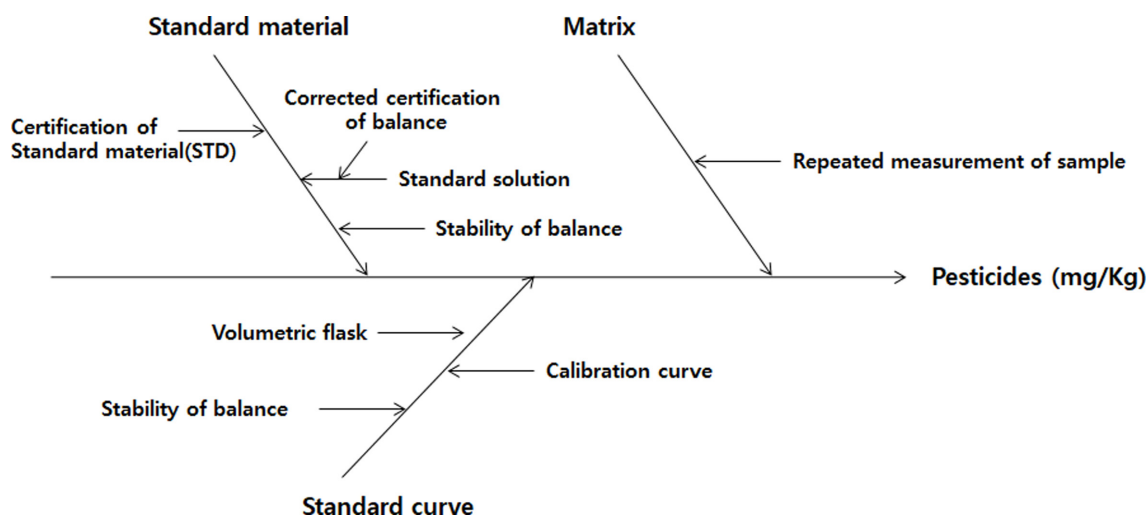 Standard material
Matrix
Corrected certification
of balance
Certification of
Standard material(STD)
Standard solution
Repeated measurement of sample
Stability of balance
Pesticides (mg/Kg)
Volumetric flask
Calibration curve
Stability of balance
Standard curve